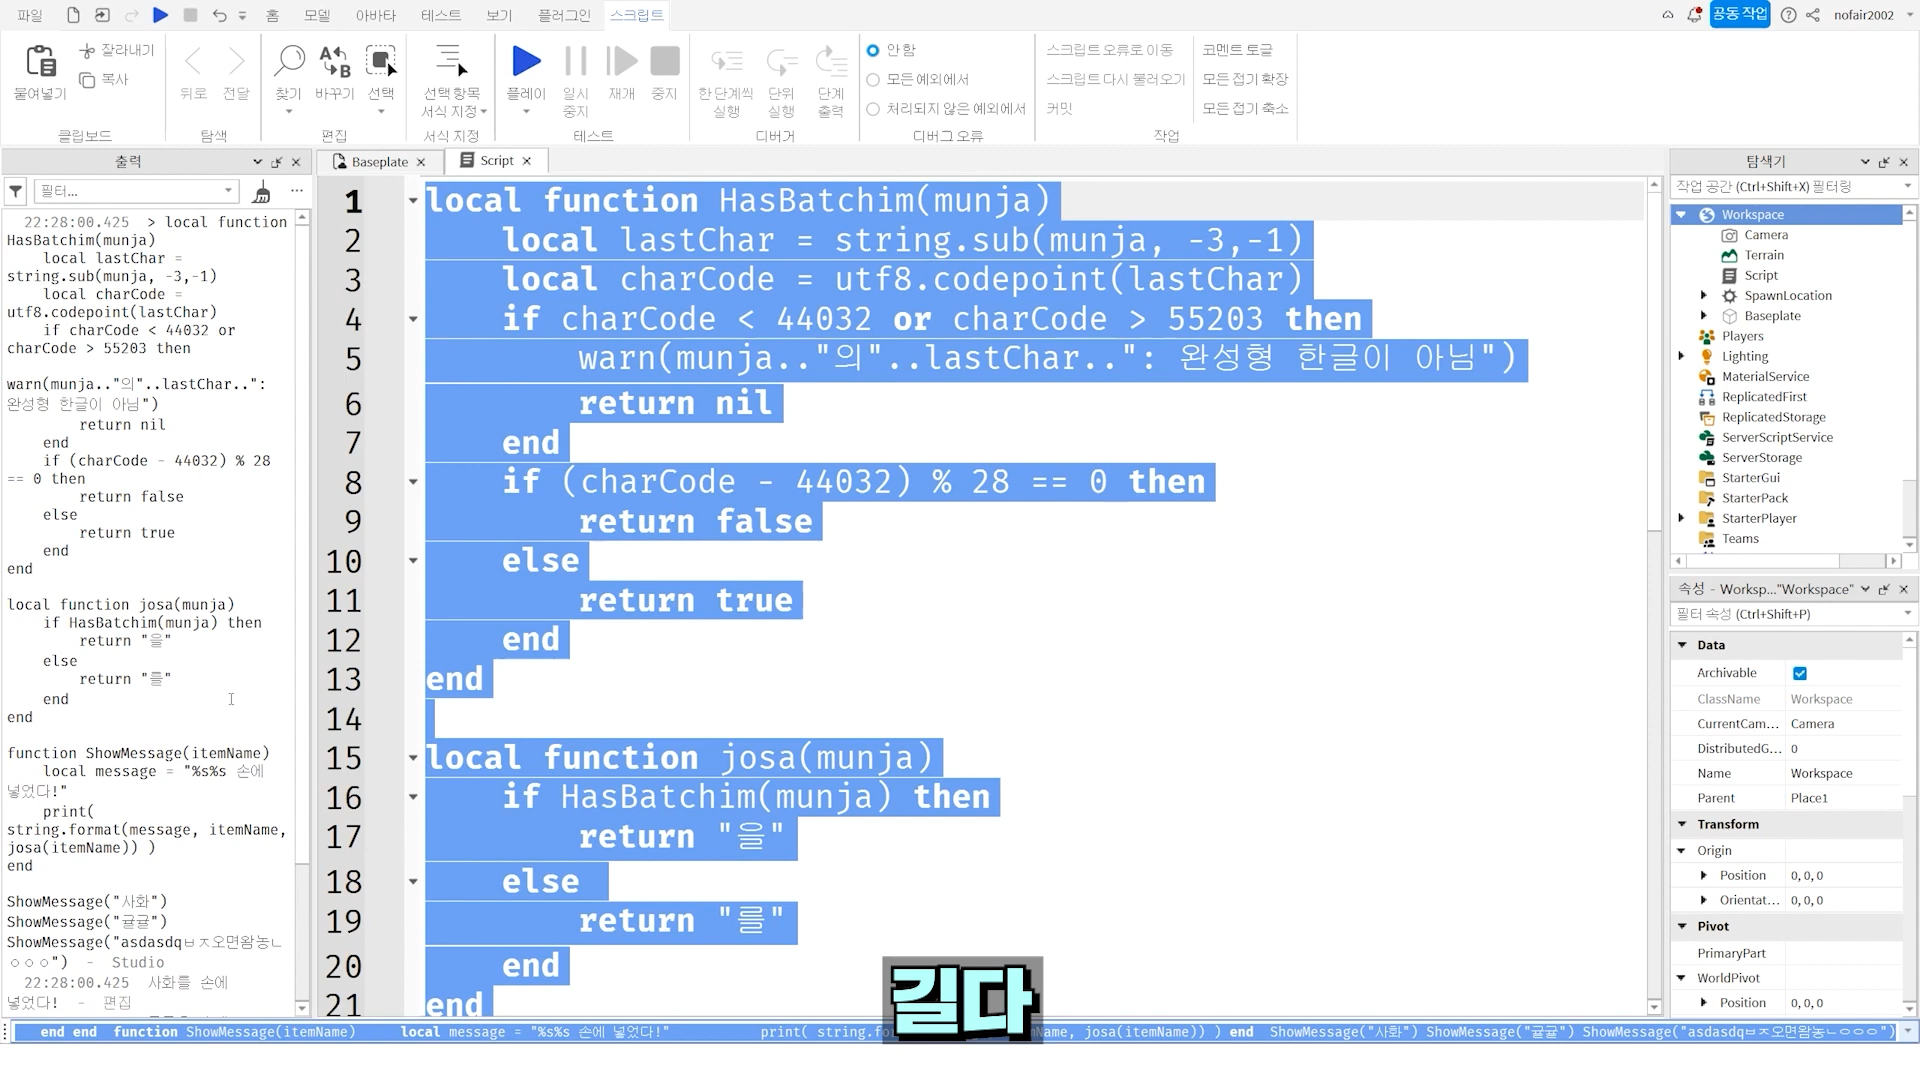 파일
홈
모델
아바타
테스트
보기
플러그인
스크립트
공동 작업
nofair2002
붙여넣기
잘라내기
복사
클립보드
뒤로
전달
탐색
찾기
바꾸기
선택
편집
선택 항목
서식 지정
서식 지정
플레이
일시
중지
재개
중지
테스트
한 단계씩
실행
단위
실행
단계
출력
디버거
안 함
모든 예외에서
처리되지 않은 예외에서
디버그 오류
스크립트 오류로 이동
스크립트 다시 불러오기
커밋
코멘트 토글
모든 접기 확장
모든 접기 축소
작업
출력
필터...
22:28:00.425  > local function
HasBatchim(munja)
    local lastChar =
string.sub(munja, -3,-1)
    local charCode =
utf8.codepoint(lastChar)
    if charCode < 44032 or
charCode > 55203 then
warn(munja.."의"..lastChar..":
완성형 한글이 아님")
        return nil
    end
    if (charCode - 44032) % 28
== 0 then
        return false
    else
        return true
    end
end
local function josa(munja)
    if HasBatchim(munja) then
        return "을"
    else
        return "를"
    end
end
function ShowMessage(itemName)
    local message = "%s%s 손에
넣었다!"
    print(
string.format(message, itemName,
josa(itemName)) )
end
ShowMessage("사화")
ShowMessage("귤귤")
ShowMessage("asdasdqㅂㅈ오면왐놓ㄴ
ㅇㅇㅇ")  -  Studio
22:28:00.425  사화를 손에
넣었다!  -  편집
Baseplate
Script
1 local function HasBatchim(munja)
2     local lastChar = string.sub(munja, -3,-1)
3     local charCode = utf8.codepoint(lastChar)
4     if charCode < 44032 or charCode > 55203 then
5         warn(munja.."의"..lastChar..": 완성형 한글이 아님")
6         return nil
7     end
8     if (charCode - 44032) % 28 == 0 then
9         return false
10     else
11         return true
12     end
13 end
14
15 local function josa(munja)
16     if HasBatchim(munja) then
17         return "을"
18     else
19         return "를"
20     end
21 end
길다
end end  function ShowMessage(itemName)     local message = "%s%s 손에 넣었다!"     print( string.fo Name, josa(itemName)) ) end  ShowMessage("사화") ShowMessage("귤귤") ShowMessage("asdasdqㅂㅈ오면왐놓ㄴㅇㅇㅇ")
탐색기
작업 공간 (Ctrl+Shift+X) 필터링
Workspace
Camera
Terrain
Script
SpawnLocation
Baseplate
Players
Lighting
MaterialService
ReplicatedFirst
ReplicatedStorage
ServerScriptService
ServerStorage
StarterGui
StarterPack
StarterPlayer
Teams
속성 - Worksp..."Workspace"
필터 속성 (Ctrl+Shift+P)
Data
Archivable
ClassName Workspace
CurrentCam... Camera
DistributedG... 0
Name Workspace
Parent Place1
Transform
Origin
Position 0, 0, 0
Orientat... 0, 0, 0
Pivot
PrimaryPart
WorldPivot
Position 0, 0, 0